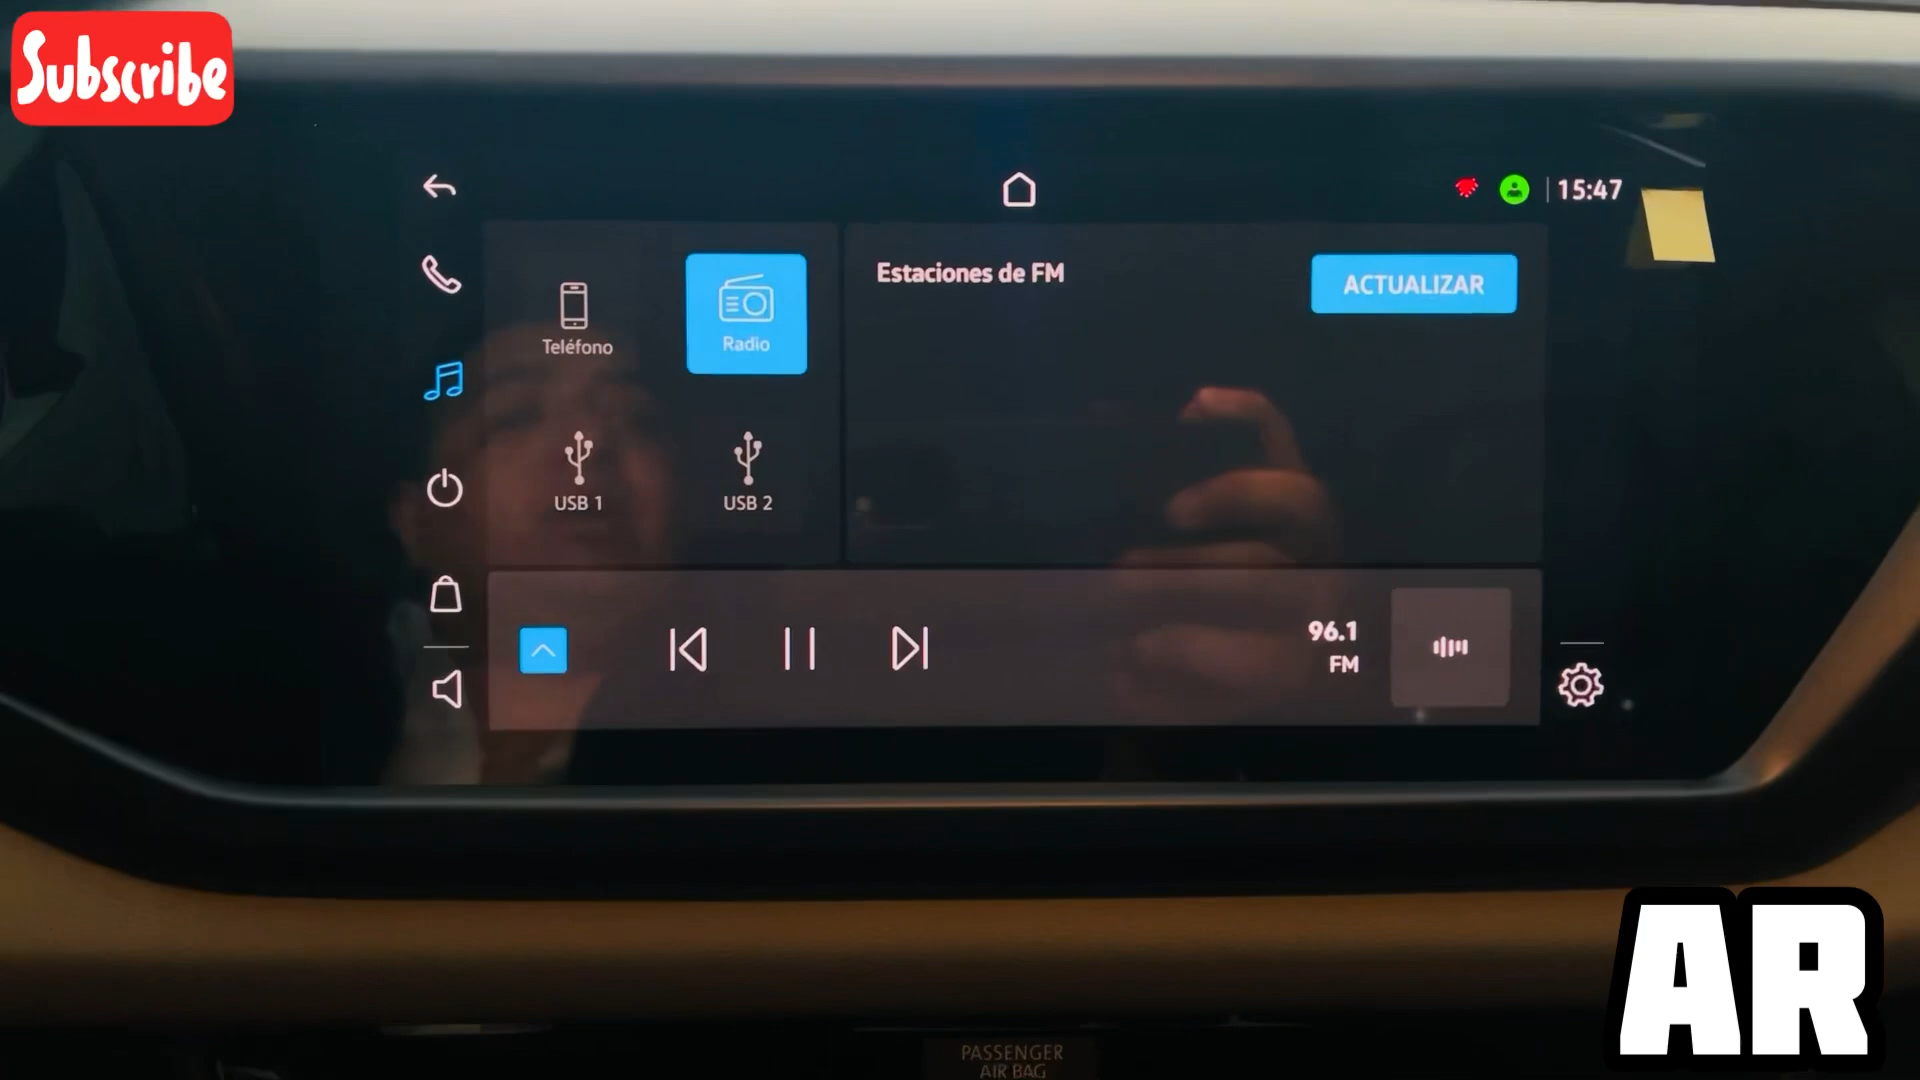 Subscribe
15:47
Estaciones de FM
ACTUALIZAR
Teléfono
Radio
USB 1
USB 2
96.1
FM
AR
PASSENGER
AIR BAG